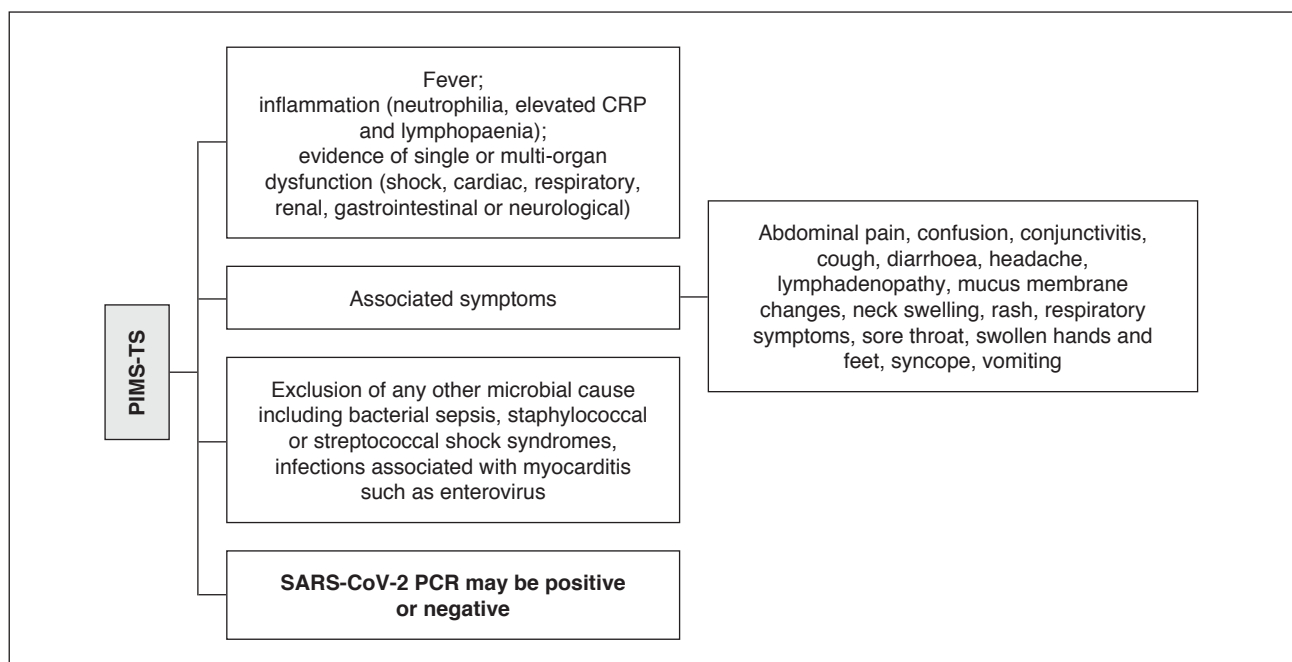 PIMS-TS
Fever;
inflammation (neutrophilia, elevated CRP
and lymphopaenia);
evidence of single or multi-organ
dysfunction (shock, cardiac, respiratory,
renal, gastrointestinal or neurological)
Associated symptoms
Abdominal pain, confusion, conjunctivitis,
cough, diarrhoea, headache,
lymphadenopathy, mucus membrane
changes, neck swelling, rash, respiratory
symptoms, sore throat, swollen hands and
feet, syncope, vomiting
Exclusion of any other microbial cause
including bacterial sepsis, staphylococcal
or streptococcal shock syndromes,
infections associated with myocarditis
such as enterovirus
SARS-CoV-2 PCR may be positive
or negative